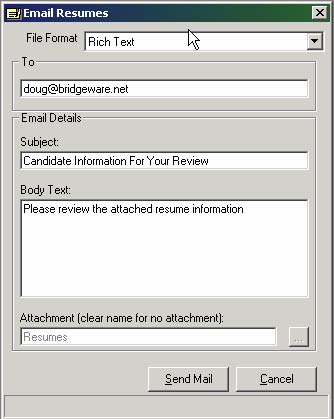 Email Resumes
File Format Rich Text
To
doug@bridgeware.net
Email Details
Subject:
Candidate Information For Your Review
Body Text:
Please review the attached resume information
Attachment (clear name for no attachment):
Resumes ...
Send Mail Cancel